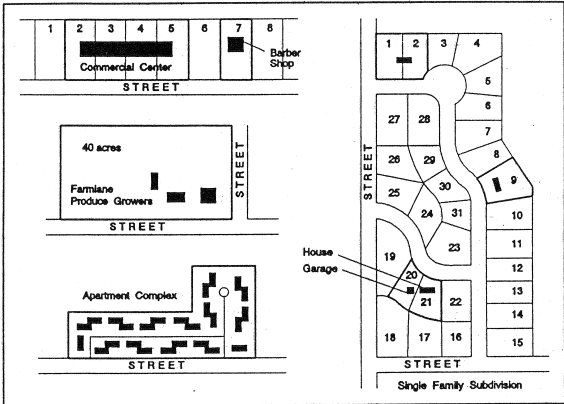 1 2 3 4 5 6 7 8
Commercial Center
Barber
Shop
STREET
40 acres
Farmlane
Produce Growers
STREET
STREET
Apartment Complex
STREET
1 2 3 4
5
6
7
8
9
10
11
12
13
14
15
27 28
26 29
25 30
24 31
23
STREET
House
Garage
19 20
21 22
18 17 16
STREET
Single Family Subdivision